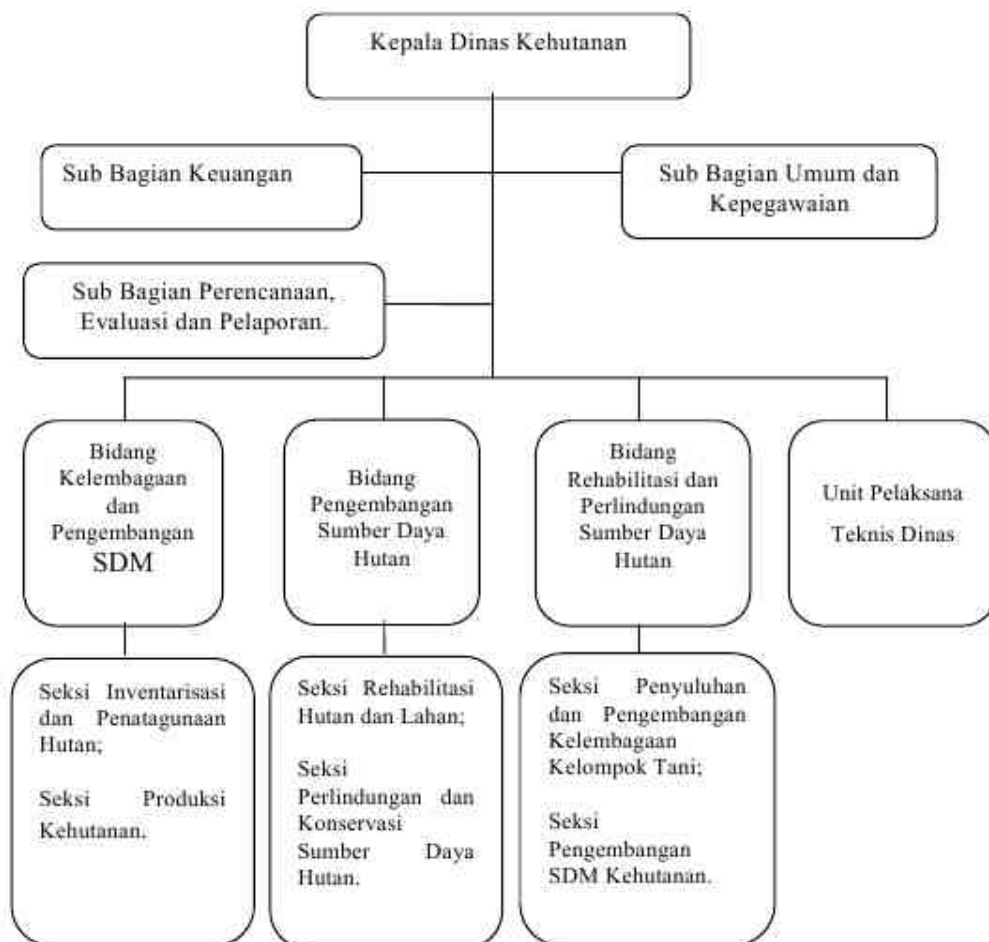 Kepala Dinas Kehutanan
Sub Bagian Keuangan
Sub Bagian Umum dan
Kepegawaian
Sub Bagian Perencanaan,
Evaluasi dan Pelaporan.
Bidang
Kelembagaan
dan
Pengembangan
SDM
Bidang
Pengembangan
Sumber Daya
Hutan
Bidang
Rehabilitasi dan
Perlindungan
Sumber Daya
Hutan
Unit Pelaksana
Teknis Dinas
Seksi Inventarisasi
dan Penatagunaan
Hutan;
Seksi Produksi
Kehutanan.
Seksi Rehabilitasi
Hutan dan Lahan;
Seksi
Perlindungan dan
Konservasi
Sumber Daya
Hutan.
Seksi Penyuluhan
dan Pengembangan
Kelembagaan
Kelompok Tani;
Seksi
Pengembangan
SDM Kehutanan.